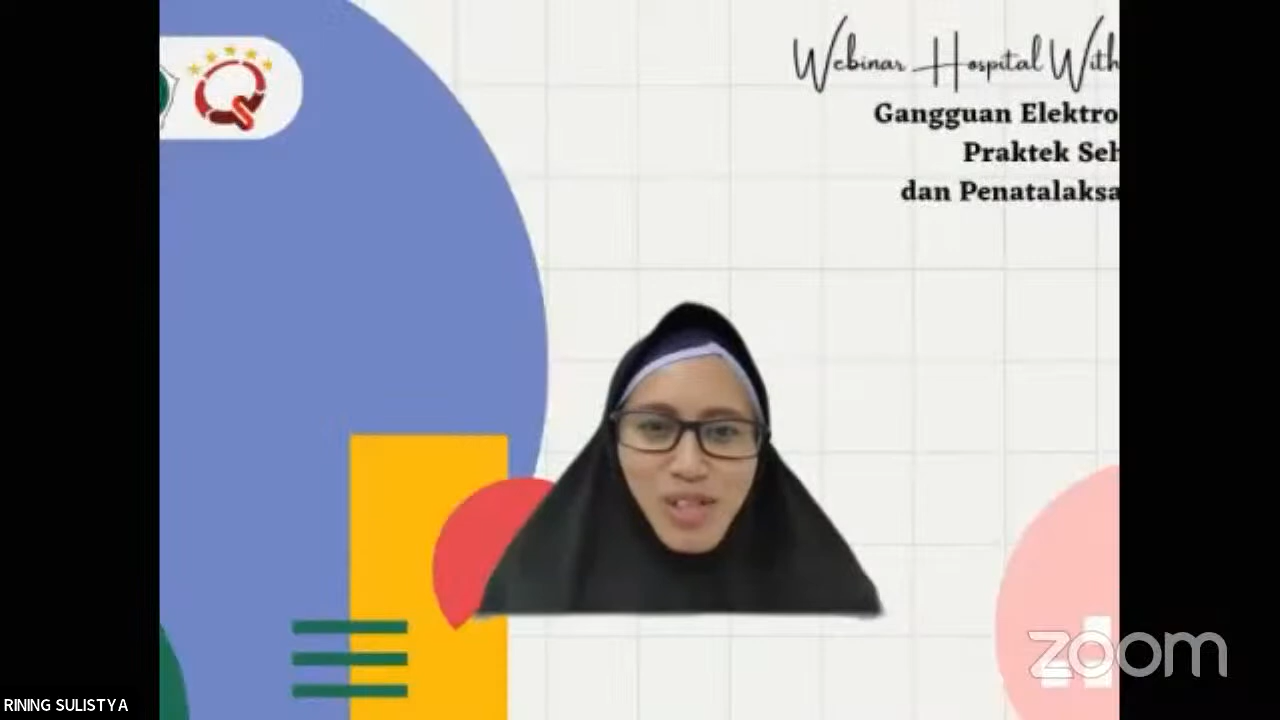 Webinar Hospital With
Gangguan Elektro
Praktek Seh
dan Penatalaksa
zoom
RINING SULISTYA